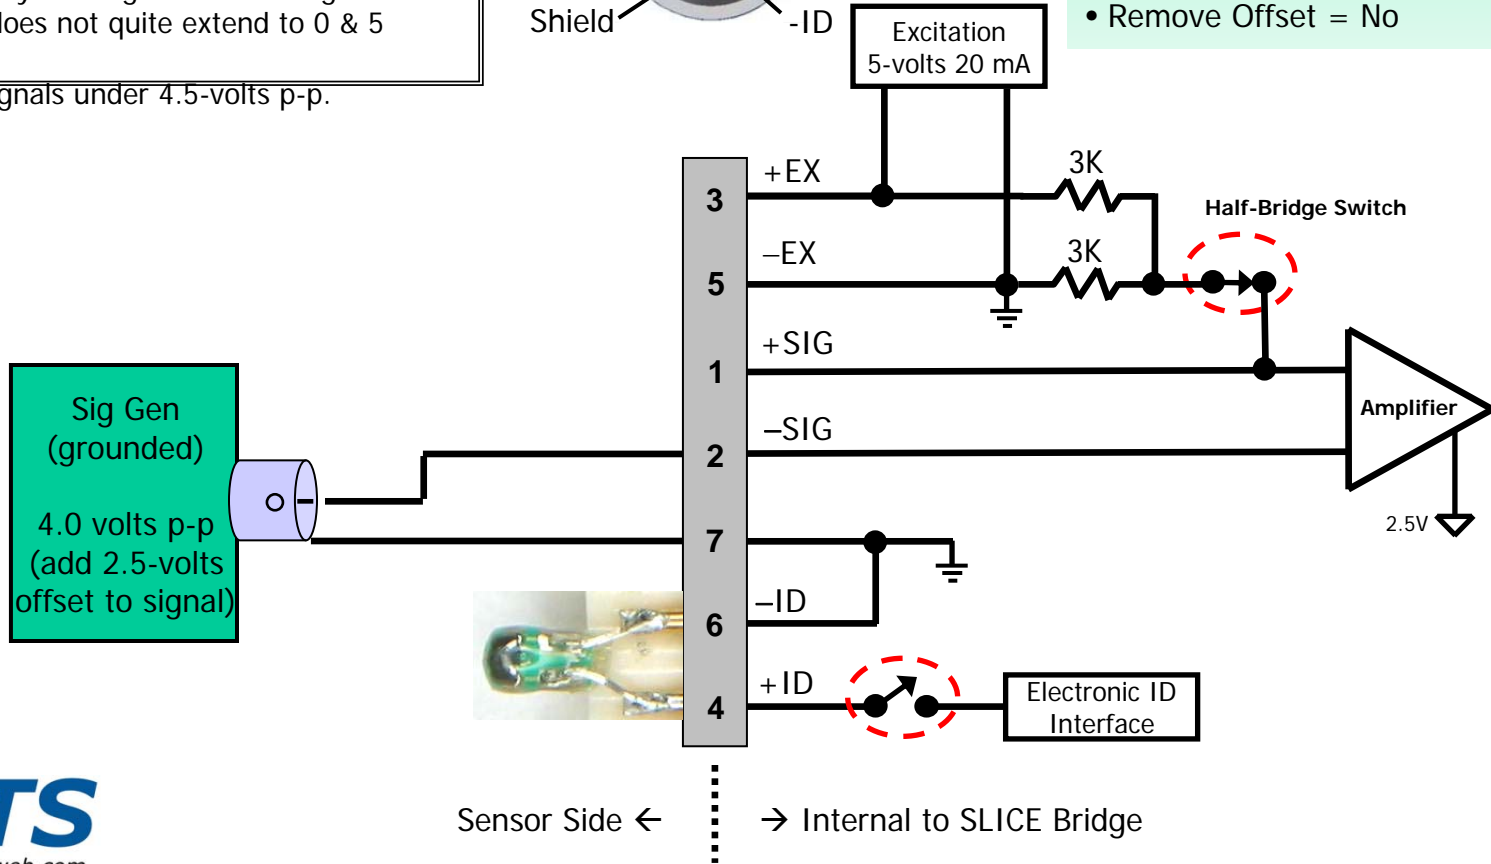 does not quite extend to 0 & 5
signals under 4.5-volts p-p.
Shield
-ID
• Remove Offset = No
Excitation
5-volts 20 mA
3
+EX
3K
Half-Bridge Switch
5
−EX
3K
1
+SIG
2
−SIG
Amplifier
2.5V
Sig Gen
(grounded)
4.0 volts p-p
(add 2.5-volts
offset to signal)
7
6
−ID
4
+ID
Electronic ID
Interface
Sensor Side ←
→ Internal to SLICE Bridge
TS